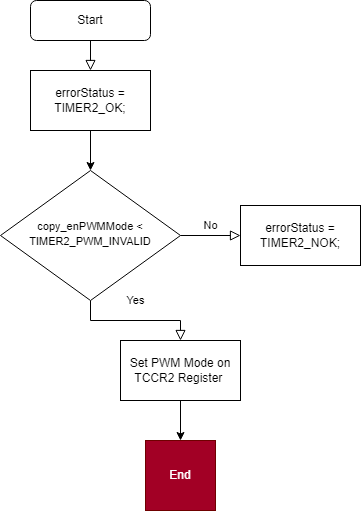 Start
errorStatus =
TIMER2_OK;
copy_enPWMMode <
TIMER2_PWM_INVALID
No
errorStatus =
TIMER2_NOK;
Yes
Set PWM Mode on
TCCR2 Register
End